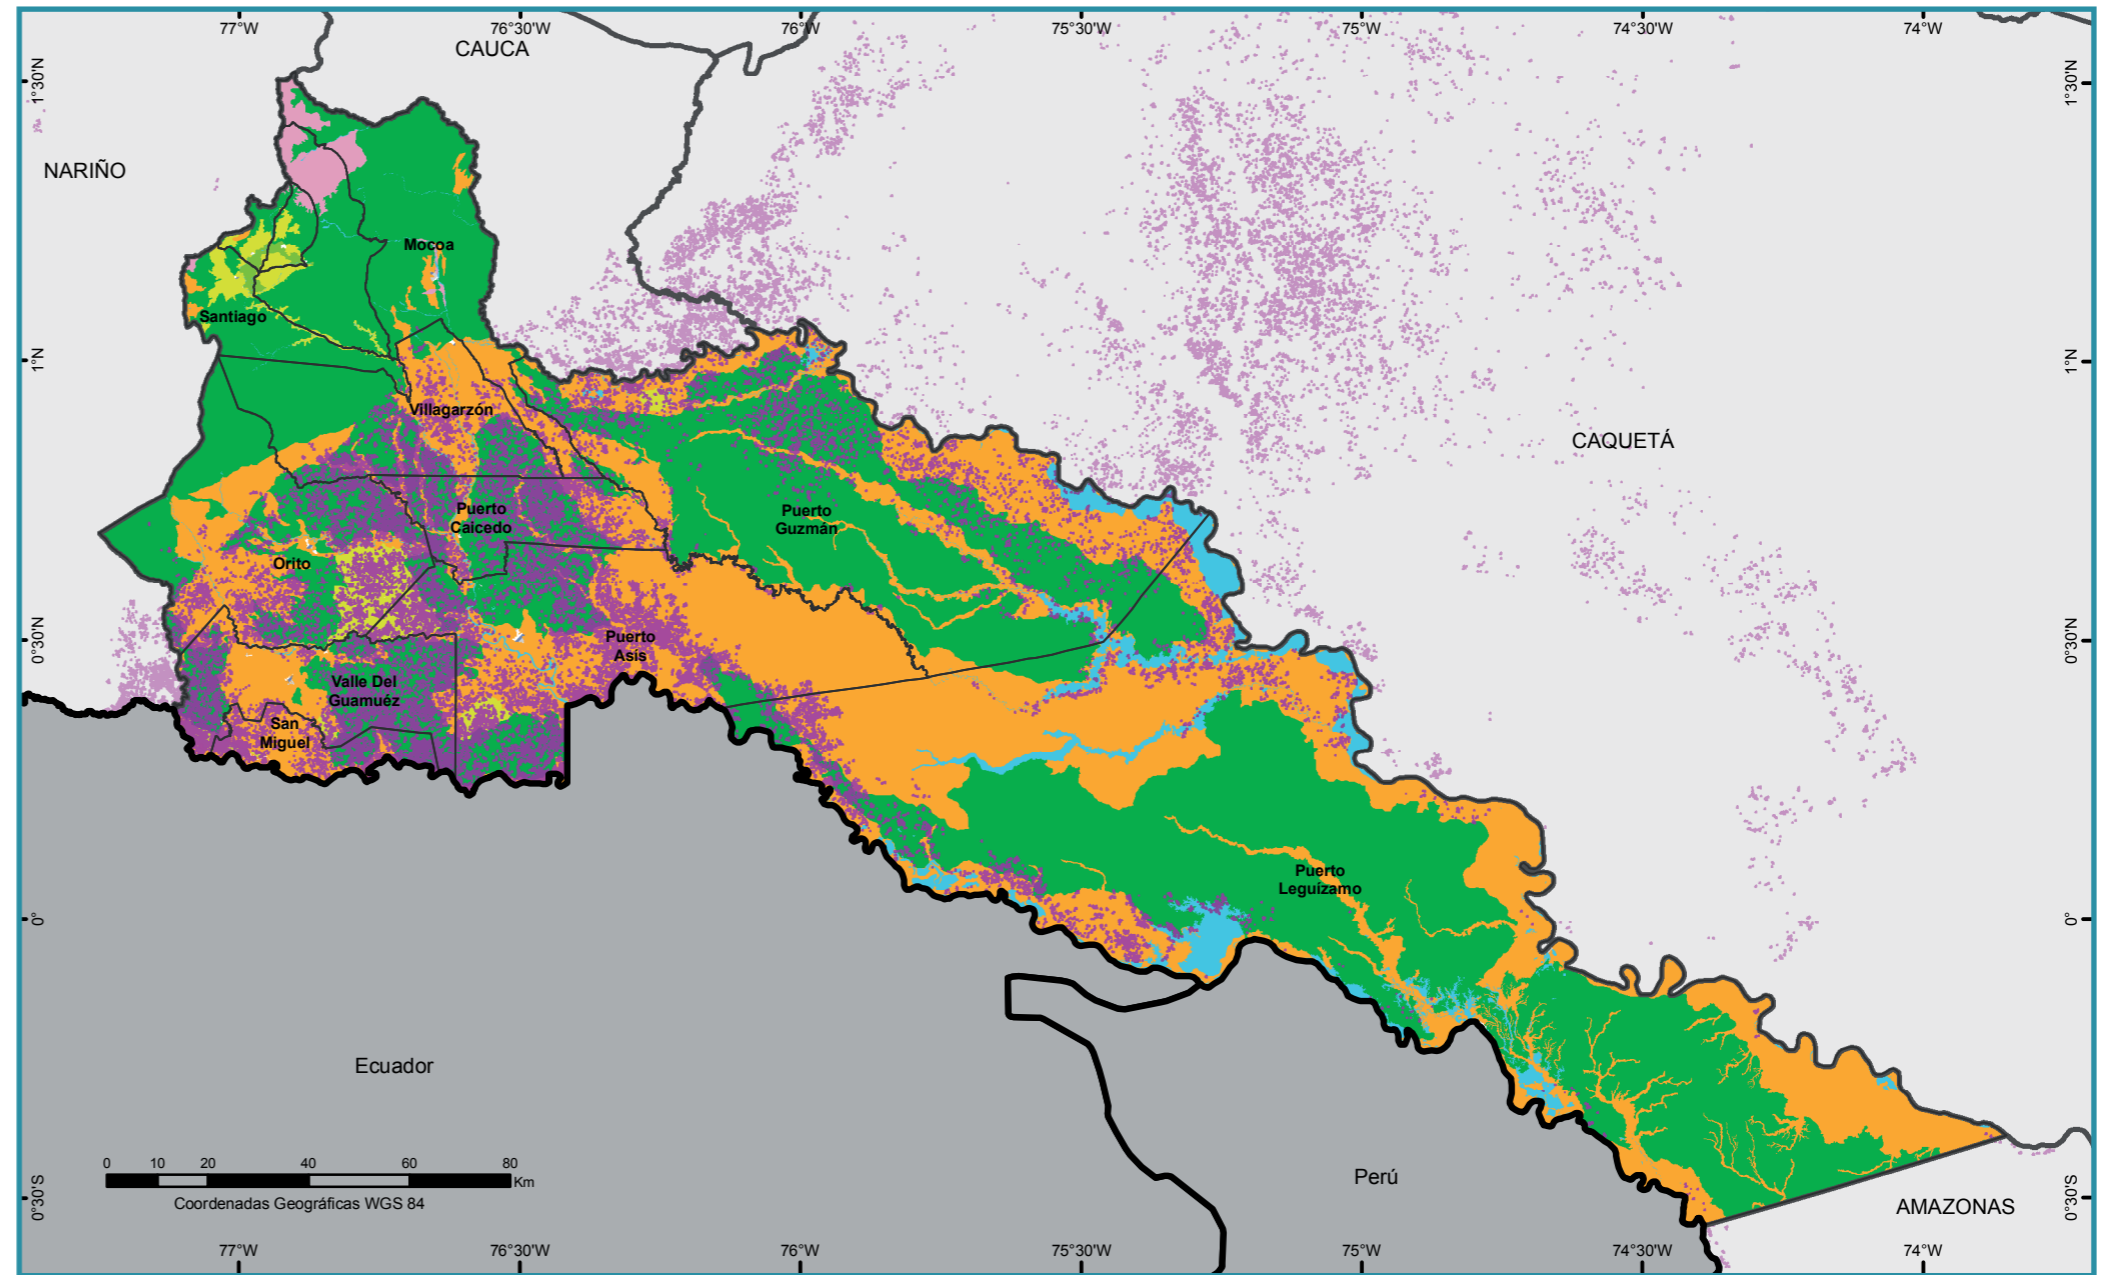 77°W
76°30'W
76°W
75°30'W
75°W
74°30'W
74°W
CAUCA
1°30'N
1°30'N
NARIÑO
Mocoa
Santiago
1°N
1°N
Villagarzón
CAQUETÁ
Puerto
Caicedo
Puerto
Guzmán
Orito
0°30'N
0°30'N
Puerto
Asís
Valle Del
Guamuéz
San
Miguel
Puerto
Leguízamo
0°
0°
Ecuador
Perú
0 10 20 40 60 80
Km
Coordenadas Geográficas WGS 84
0°30'S
0°30'S
AMAZONAS
77°W
76°30'W
76°W
75°30'W
75°W
74°30'W
74°W